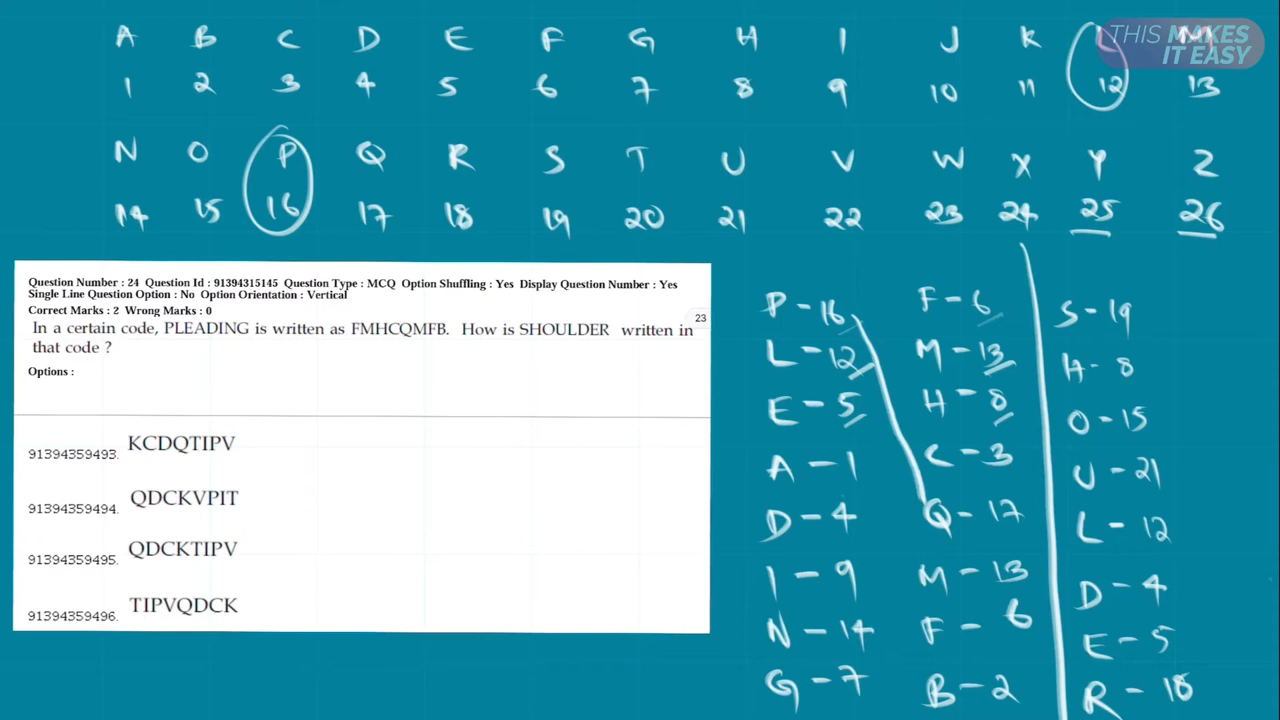 A B C D E F G H I J K L M
1 2 3 4 5 6 7 8 9 10 11 12 13
THIS MAKES
IT EASY
N O P Q R S T U V W X Y Z
14 15 16 17 18 19 20 21 22 23 24 25 26
Question Number : 24 Question Id : 91394315145 Question Type : MCQ Option Shuffling : Yes Display Question Number : Yes
Single Line Question Option : No Option Orientation : Vertical
Correct Marks : 2 Wrong Marks : 0
23
In a certain code, PLEADING is written as FMHCQMFB. How is SHOULDER written in
that code ?
Options :
91394359493. KCDQTIPV
91394359494. QDCKVPIT
91394359495. QDCKTIPV
91394359496. TIPVQDCK
P - 16
L - 12
E - 5
A - 1
D - 4
I - 9
N - 14
G - 7
F - 6
M - 13
H - 8
C - 3
Q - 17
M - 13
F - 6
B - 2
S - 19
H - 8
O - 15
U - 21
L - 12
D - 4
E - 5
R - 18